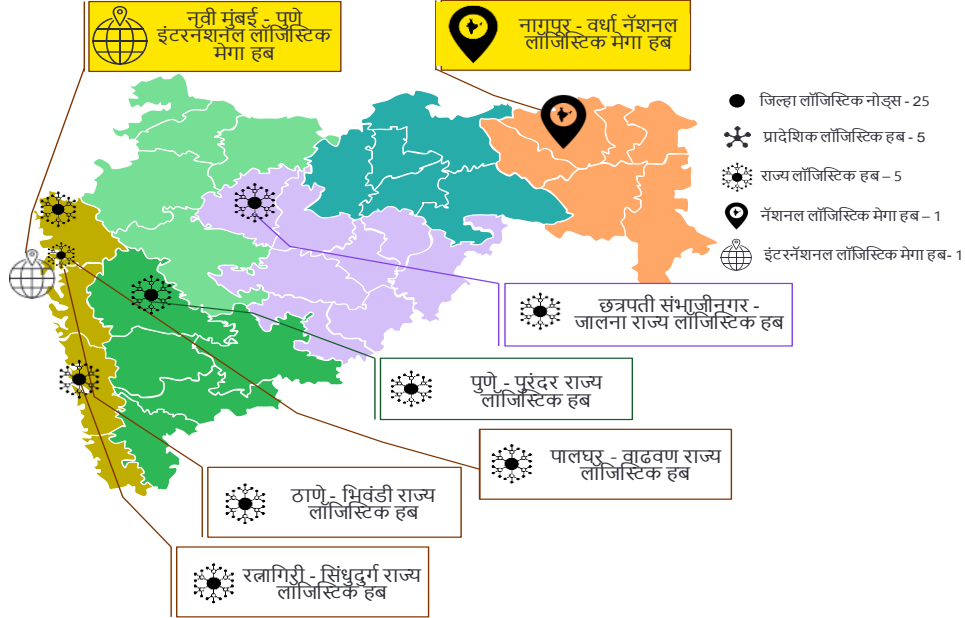 नवी मुंबई - पुणे
इंटरनॅशनल लॉजिस्टिक
मेगा हब
नागपूर - वर्धा नॅशनल
लॉजिस्टिक मेगा हब
जिल्हा लॉजिस्टिक नोड्स - 25
प्रादेशिक लॉजिस्टिक हब - 5
राज्य लॉजिस्टिक हब – 5
नॅशनल लॉजिस्टिक मेगा हब – 1
इंटरनॅशनल लॉजिस्टिक मेगा हब- 1
छत्रपती संभाजीनगर -
जालना राज्य लॉजिस्टिक हब
पुणे - पुरंदर राज्य
लॉजिस्टिक हब
पालघर - वाढवण राज्य
लॉजिस्टिक हब
ठाणे - भिवंडी राज्य
लॉजिस्टिक हब
रत्नागिरी - सिंधुदुर्ग राज्य
लॉजिस्टिक हब